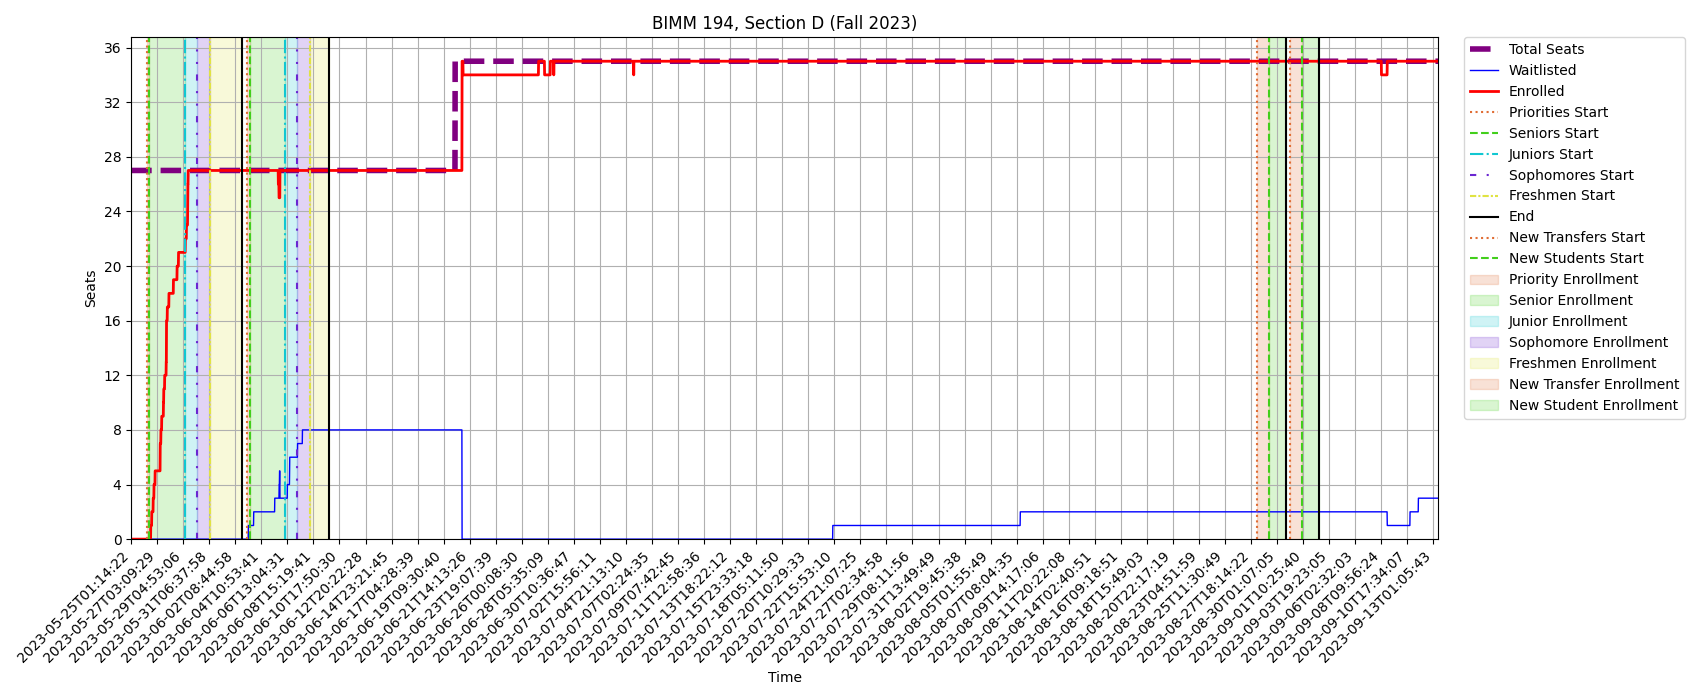 BIMM 194, Section D (Fall 2023)
Seats
36
32
28
24
20
16
12
8
4
0
2023-05-25T01:14:22
2023-05-27T03:09:29
2023-05-29T04:53:06
2023-05-31T06:37:58
2023-06-02T08:44:58
2023-06-04T10:53:41
2023-06-06T13:04:31
2023-06-08T15:19:41
2023-06-10T17:50:30
2023-06-12T20:22:28
2023-06-14T23:21:45
2023-06-17T04:28:39
2023-06-19T09:30:40
2023-06-21T14:13:26
2023-06-23T19:07:39
2023-06-26T00:08:30
2023-06-28T05:35:09
2023-06-30T10:36:47
2023-07-02T15:56:11
2023-07-04T21:13:10
2023-07-07T02:24:35
2023-07-09T07:42:45
2023-07-11T12:58:36
2023-07-13T18:22:12
2023-07-15T23:33:18
2023-07-18T05:11:50
2023-07-20T10:29:33
2023-07-22T15:53:10
2023-07-24T21:07:25
2023-07-27T02:34:58
2023-07-29T08:11:56
2023-07-31T13:49:49
2023-08-02T19:45:38
2023-08-05T01:55:49
2023-08-07T08:04:35
2023-08-09T14:17:06
2023-08-11T20:22:08
2023-08-14T02:40:51
2023-08-16T09:18:51
2023-08-18T15:49:03
2023-08-20T22:17:19
2023-08-23T04:51:59
2023-08-25T11:30:49
2023-08-27T18:14:22
2023-08-30T01:07:05
2023-09-01T10:25:40
2023-09-03T19:23:05
2023-09-06T02:32:03
2023-09-08T09:56:24
2023-09-10T17:34:07
2023-09-13T01:05:43
Time
Total Seats
Waitlisted
Enrolled
Priorities Start
Seniors Start
Juniors Start
Sophomores Start
Freshmen Start
End
New Transfers Start
New Students Start
Priority Enrollment
Senior Enrollment
Junior Enrollment
Sophomore Enrollment
Freshmen Enrollment
New Transfer Enrollment
New Student Enrollment